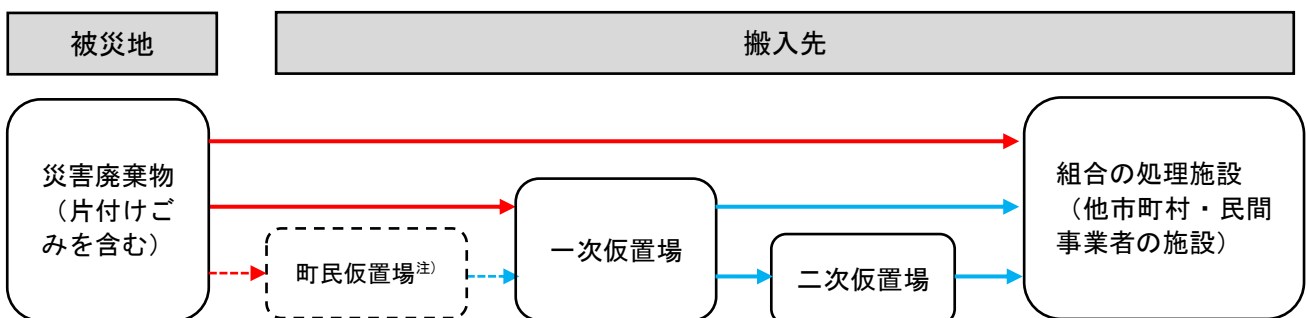 被災地
搬入先
災害廃棄物
（片付けご
みを含む）
町民仮置場注）
一次仮置場
二次仮置場
組合の処理施設
（他市町村・民間
事業者の施設）